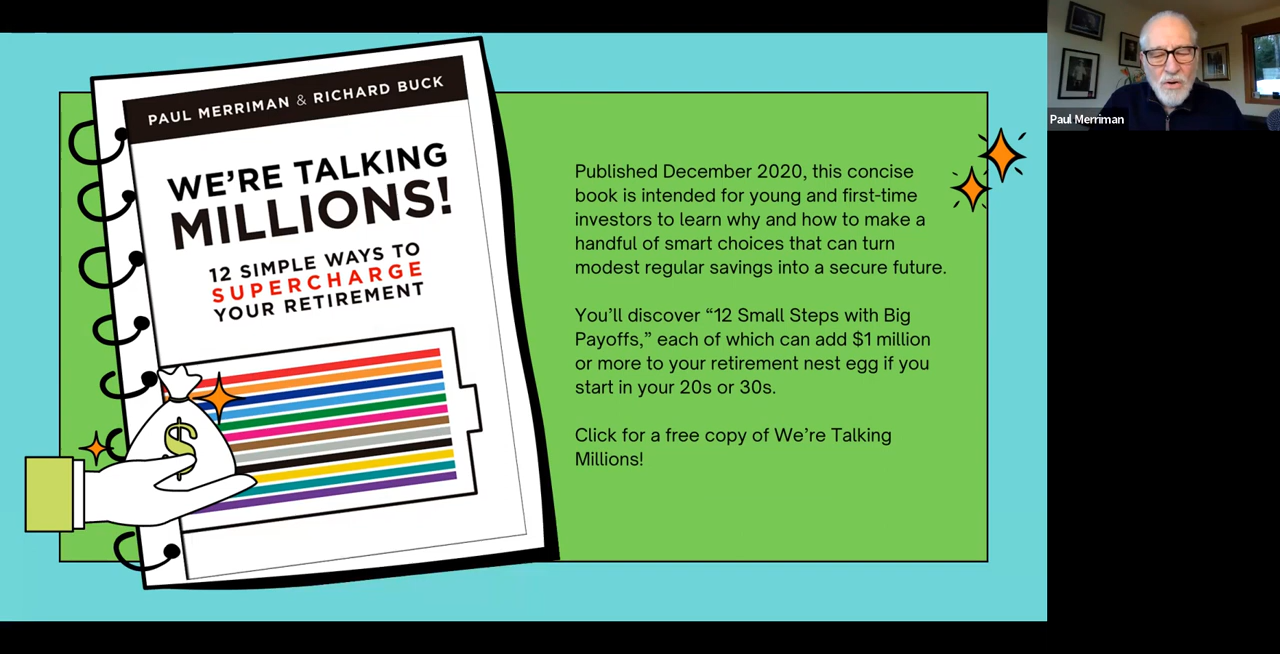 PAUL MERRIMAN & RICHARD BUCK
WE'RE TALKING
MILLIONS!
12 SIMPLE WAYS TO
SUPERCHARGE
YOUR RETIREMENT
$
Published December 2020, this concise
book is intended for young and first-time
investors to learn why and how to make a
handful of smart choices that can turn
modest regular savings into a secure future.
You'll discover “12 Small Steps with Big
Payoffs,” each of which can add $1 million
or more to your retirement nest egg if you
start in your 20s or 30s.
Click for a free copy of We're Talking
Millions!
Paul Merriman